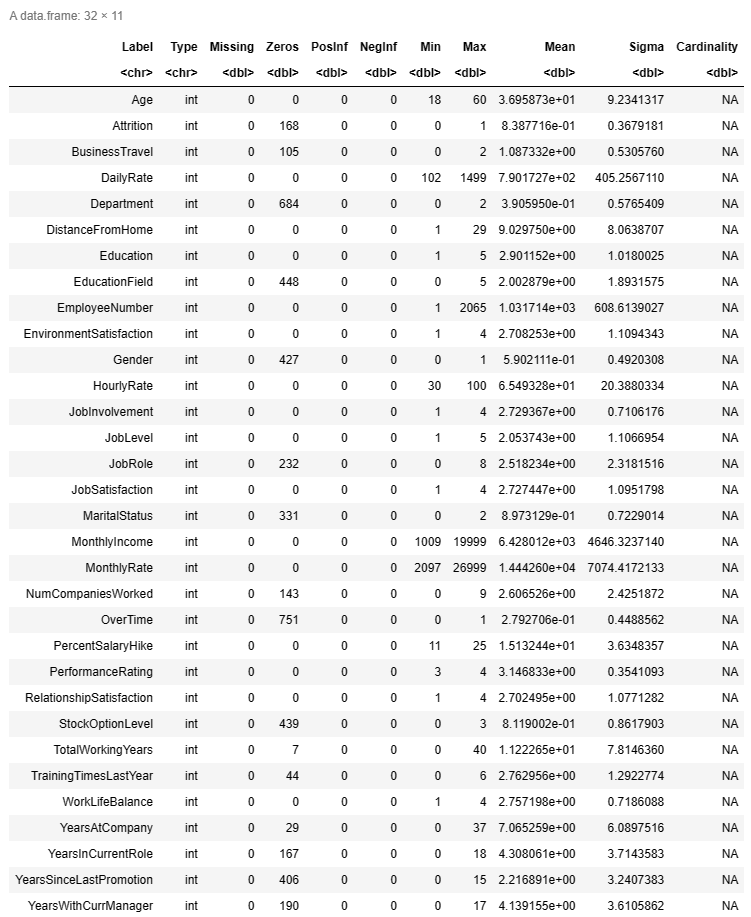 A data.frame: 32 × 11
Label Type Missing Zeros PosInf NegInf Min Max Mean Sigma Cardinality
<chr> <chr> <dbl> <dbl> <dbl> <dbl> <dbl> <dbl> <dbl> <dbl> <dbl>
Age int 0 0 0 0 18 60 3.695873e+01 9.2341317 NA
Attrition int 0 168 0 0 0 1 8.387716e-01 0.3679181 NA
BusinessTravel int 0 105 0 0 0 2 1.087332e+00 0.5305760 NA
DailyRate int 0 0 0 0 102 1499 7.901727e+02 405.2567110 NA
Department int 0 684 0 0 0 2 3.905950e-01 0.5765409 NA
DistanceFromHome int 0 0 0 0 1 29 9.029750e+00 8.0638707 NA
Education int 0 0 0 0 1 5 2.901152e+00 1.0180025 NA
EducationField int 0 448 0 0 0 5 2.002879e+00 1.8931575 NA
EmployeeNumber int 0 0 0 0 1 2065 1.031714e+03 608.6139027 NA
EnvironmentSatisfaction int 0 0 0 0 1 4 2.708253e+00 1.1094343 NA
Gender int 0 427 0 0 0 1 5.902111e-01 0.4920308 NA
HourlyRate int 0 0 0 0 30 100 6.549328e+01 20.3880334 NA
JobInvolvement int 0 0 0 0 1 4 2.729367e+00 0.7106176 NA
JobLevel int 0 0 0 0 1 5 2.053743e+00 1.1066954 NA
JobRole int 0 232 0 0 0 8 2.518234e+00 2.3181516 NA
JobSatisfaction int 0 0 0 0 1 4 2.727447e+00 1.0951798 NA
MaritalStatus int 0 331 0 0 0 2 8.973129e-01 0.7229014 NA
MonthlyIncome int 0 0 0 0 1009 19999 6.428012e+03 4646.3237140 NA
MonthlyRate int 0 0 0 0 2097 26999 1.444260e+04 7074.4172133 NA
NumCompaniesWorked int 0 143 0 0 0 9 2.606526e+00 2.4251872 NA
OverTime int 0 751 0 0 0 1 2.792706e-01 0.4488562 NA
PercentSalaryHike int 0 0 0 0 11 25 1.513244e+01 3.6348357 NA
PerformanceRating int 0 0 0 0 3 4 3.146833e+00 0.3541093 NA
RelationshipSatisfaction int 0 0 0 0 1 4 2.702495e+00 1.0771282 NA
StockOptionLevel int 0 439 0 0 0 3 8.119002e-01 0.8617903 NA
TotalWorkingYears int 0 7 0 0 0 40 1.122265e+01 7.8146360 NA
TrainingTimesLastYear int 0 44 0 0 0 6 2.762956e+00 1.2922774 NA
WorkLifeBalance int 0 0 0 0 1 4 2.757198e+00 0.7186088 NA
YearsAtCompany int 0 29 0 0 0 37 7.065259e+00 6.0897516 NA
YearsInCurrentRole int 0 167 0 0 0 18 4.308061e+00 3.7143583 NA
YearsSinceLastPromotion int 0 406 0 0 0 15 2.216891e+00 3.2407383 NA
YearsWithCurrManager int 0 190 0 0 0 17 4.139155e+00 3.6105862 NA